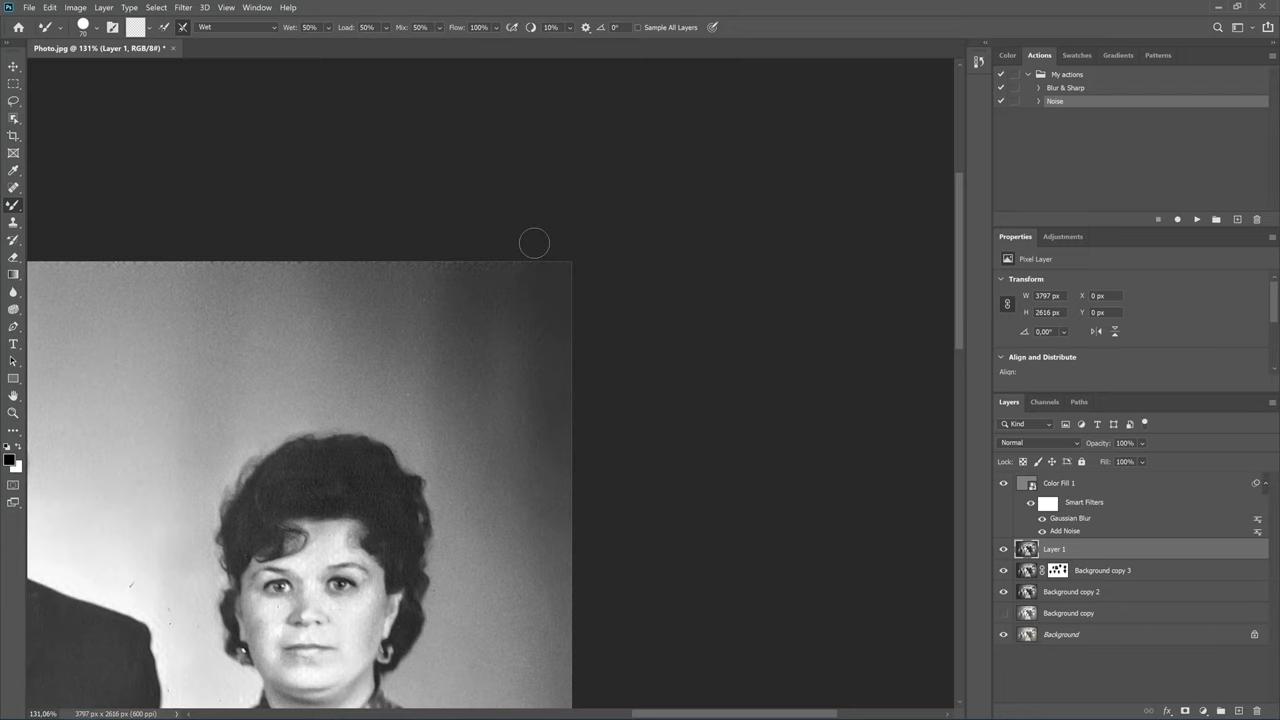 Ps File Edit Image Layer Type Select Filter 3D View Window Help
70 Wet Wet: 50% Load: 50% Mix: 50% Flow: 100% 10% 0° Sample All Layers
Photo.jpg @ 131% (Layer 1, RGB/8#) * ×
Color Actions Swatches Gradients Patterns
My actions
Blur & Sharp
Noise
Properties Adjustments
Pixel Layer
Transform
W 3797 px X 0 px
H 2616 px Y 0 px
0,00°
Align and Distribute
Align:
Layers Channels Paths
Kind
Normal Opacity: 100%
Lock: Fill: 100%
Color Fill 1
Smart Filters
Gaussian Blur
Add Noise
Layer 1
Background copy 3
Background copy 2
Background copy
Background
131,06% 3797 px x 2616 px (600 ppi)